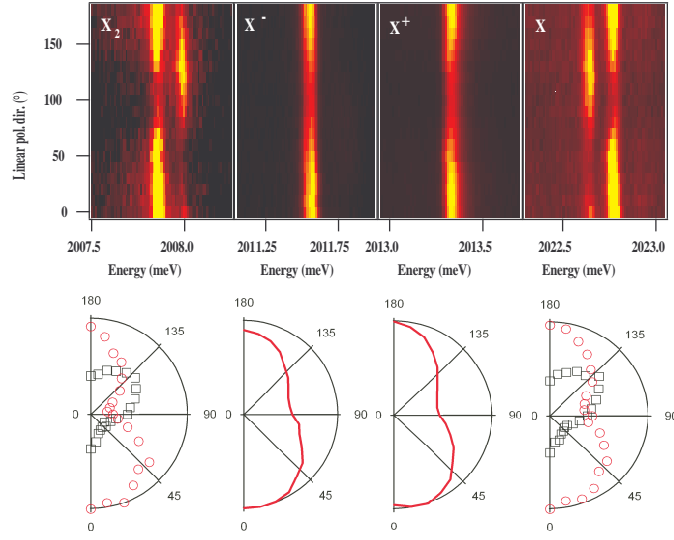 X2 X- X+ X
Linear pol. dir. (°)
150
100
50
0
2007.5 2008.0 2011.25 2011.75 2013.0 2013.5 2022.5 2023.0
Energy (meV) Energy (meV) Energy (meV) Energy (meV)
180 180 180 180
135 135 135 135
0 90 0 90 0 90 0 90
45 45 45 45
0 0 0 0